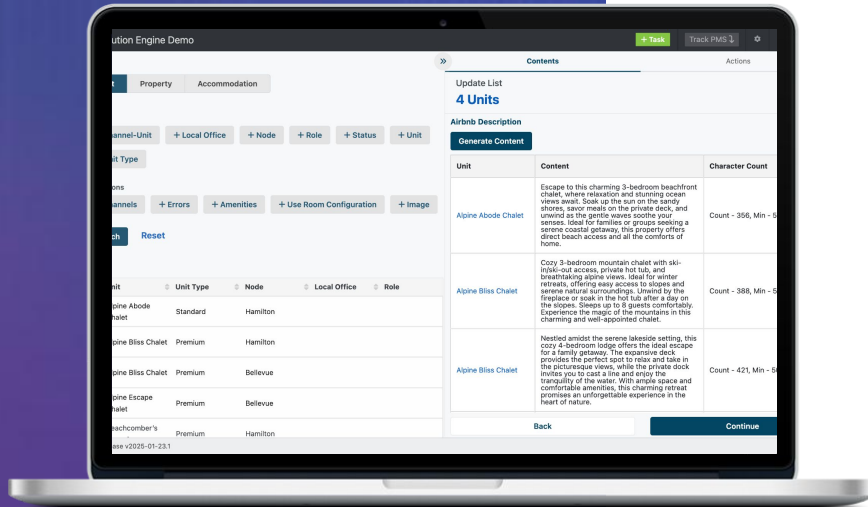 ution Engine Demo
+ Task
Track PMS
Property
Accommodation
annel-Unit
+ Local Office
+ Node
+ Role
+ Status
+ Unit
nit Type
ons
annels
+ Errors
+ Amenities
+ Use Room Configuration
+ Image
ch
Reset
nit
Unit Type
Node
Local Office
Role
lpine Abode
halet
Standard
Hamilton
lpine Bliss Chalet
Premium
Hamilton
lpine Bliss Chalet
Premium
Bellevue
pine Escape
halet
Premium
Bellevue
eachcomber's
Premium
Hamilton
ase v2025-01-23.1
Contents
Actions
Update List
4 Units
Airbnb Description
Generate Content
Unit
Content
Character Count
Alpine Abode Chalet
Escape to this charming 3-bedroom beachfront
chalet, where relaxation and stunning ocean
views await. Soak up the sun on the sandy
shores, savor meals on the private deck, and
unwind as the gentle waves soothe your
senses. Ideal for families or groups seeking a
serene coastal getaway, this property offers
direct beach access and all the comforts of
home.
Count - 356, Min - 5
Alpine Bliss Chalet
Cozy 3-bedroom mountain chalet with ski-
in/ski-out access, private hot tub, and
breathtaking alpine views. Ideal for winter
retreats, offering easy access to slopes and
serene natural surroundings. Unwind by the
fireplace or soak in the hot tub after a day on
the slopes. Sleeps up to 8 guests comfortably.
Experience the magic of the mountains in this
charming and well-appointed chalet.
Count - 388, Min - 5
Alpine Bliss Chalet
Nestled amidst the serene lakeside setting, this
cozy 4-bedroom lodge offers the ideal escape
for a family getaway. The expansive deck
provides the perfect spot to relax and take in
the picturesque views, while the private dock
invites you to cast a line and enjoy the
tranquility of the water. With ample space and
comfortable amenities, this charming retreat
promises an unforgettable experience in the
heart of nature.
Count - 421, Min - 50
Back
Continue